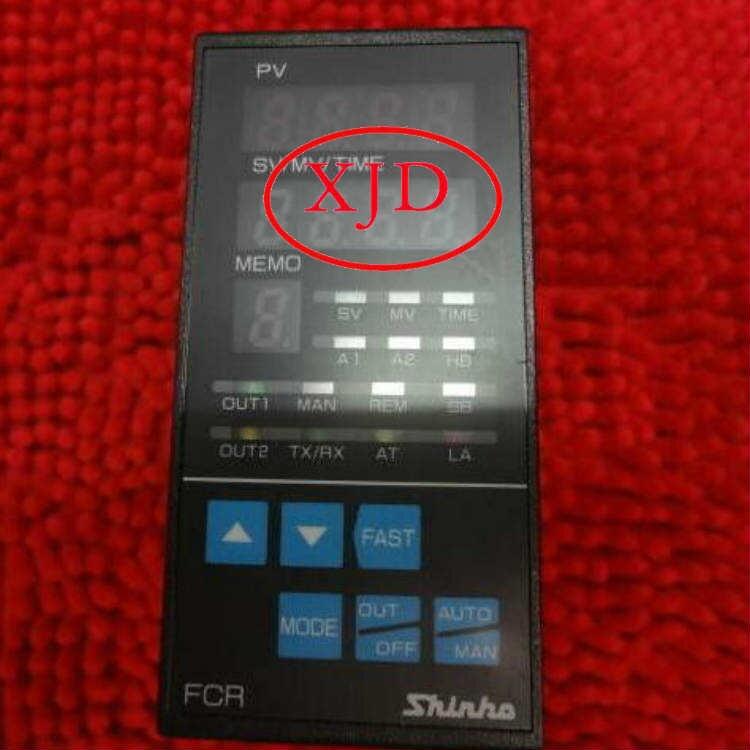 PV
SV/MV/TIME
XJD
MEMO
SV MV TIME
A1 A2 HB
OUT1 MAN REM SB
OUT2 TX/RX AT LA
FAST
MODE OUT OFF AUTO MAN
FCR Shinko